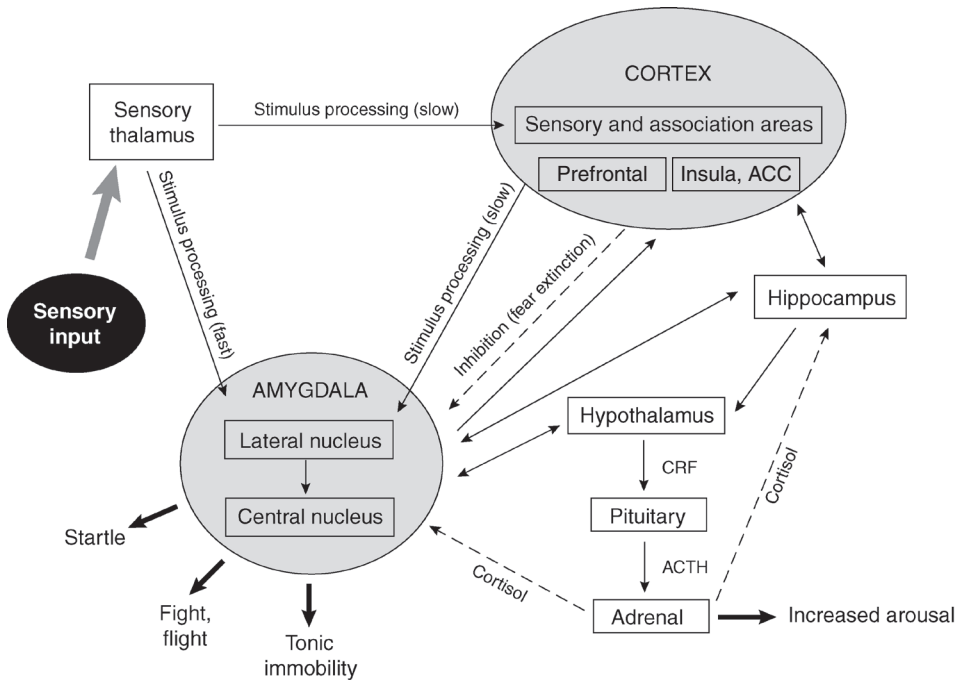 CORTEX
Sensory
thalamus
Stimulus processing (slow)
Sensory and association areas
Prefrontal
Insula, ACC
Stimulus processing (fast)
Stimulus processing (slow)
Inhibition (fear extinction)
Hippocampus
Sensory
input
AMYGDALA
Lateral nucleus
Central nucleus
Hypothalamus
CRF
Pituitary
ACTH
Adrenal
Cortisol
Cortisol
Increased arousal
Startle
Fight,
flight
Tonic
immobility